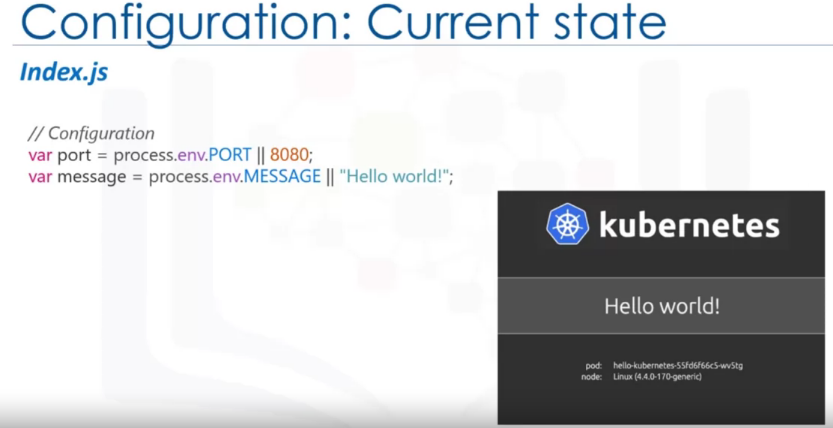 Configuration: Current state
Index.js
// Configuration
var port = process.env.PORT || 8080;
var message = process.env.MESSAGE || "Hello world!";
kubernetes
Hello world!
pod: hello-kubernetes-55fd6f66c5-wv5tg
node: Linux (4.4.0-170-generic)